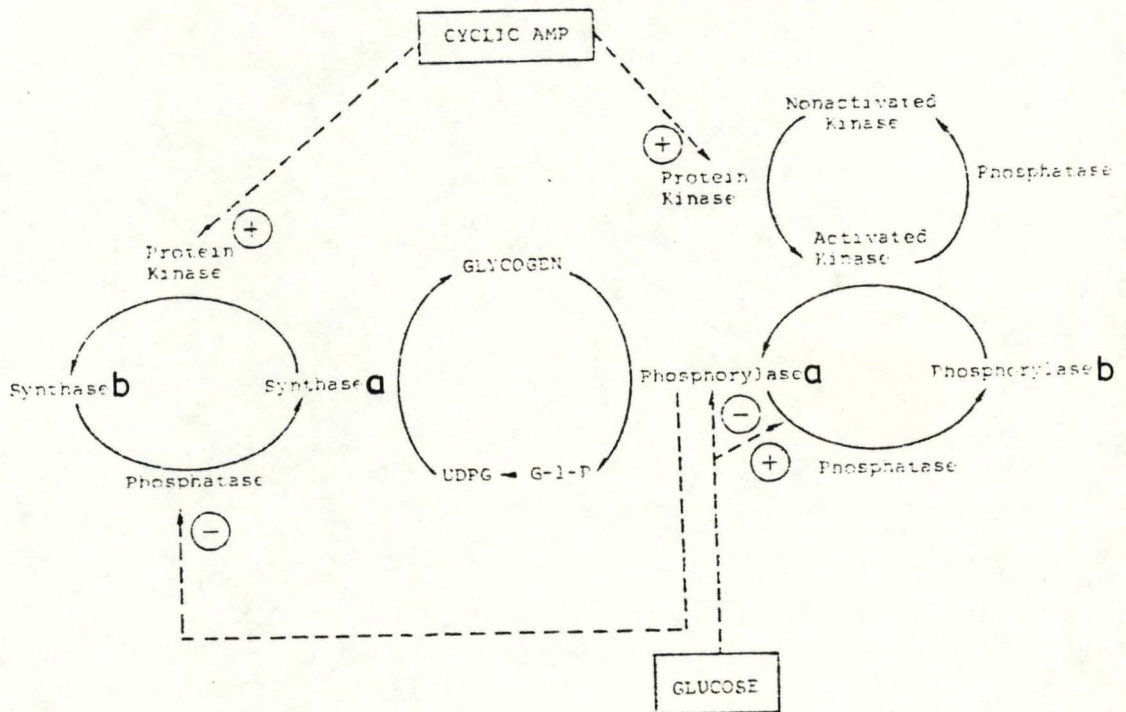 CYCLIC AMP
Nonactivated
Kinase
+
Protein
Kinase
Phosphatase
+
Protein
Kinase
Activated
Kinase
GLYCOGEN
Synthase b
Synthase a
Phosphorylase a
Phosphorylase b
−
+
Phosphatase
UDPG
G-1-P
Phosphatase
−
GLUCOSE